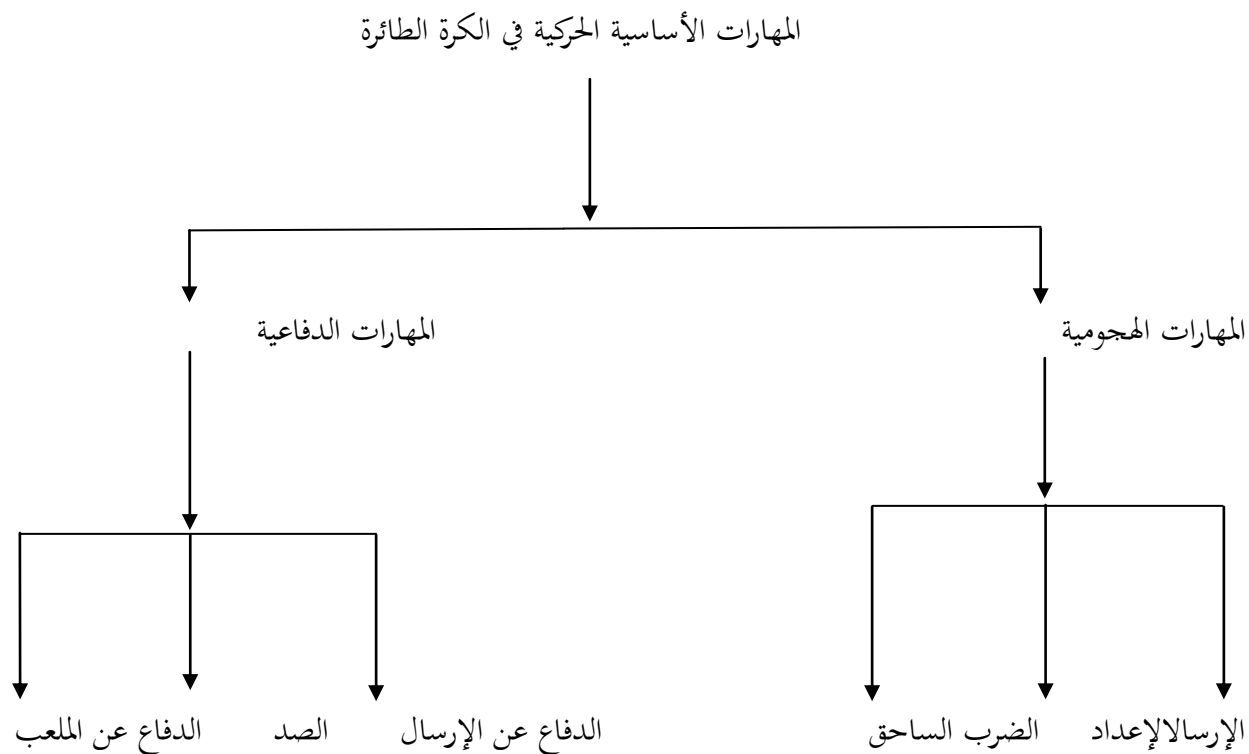 المهارات الأساسية الحركية في الكرة الطائرة
المهارات الهجومية المهارات الدفاعية
الإرسالالإعداد الضرب الساحق الدفاع عن الإرسال الصد الدفاع عن الملعب